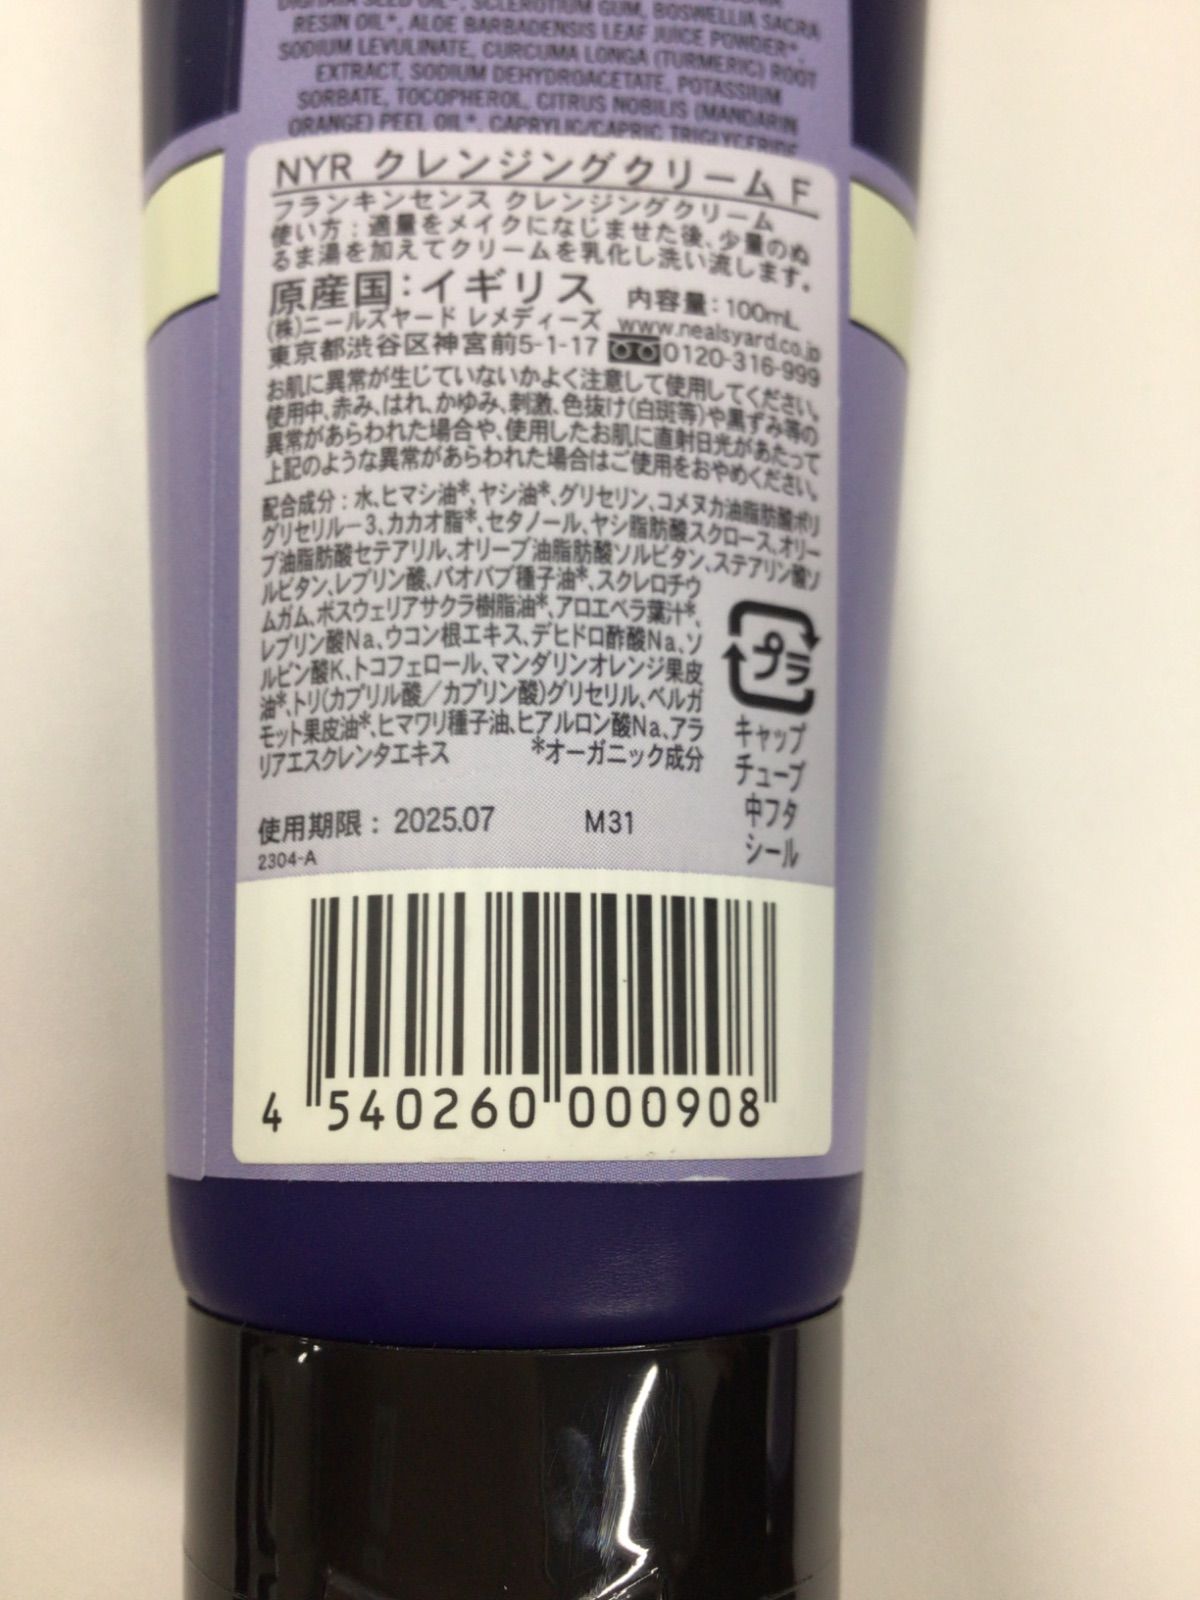 DIGITATA SEED OIL*, SCLEROTIUM GUM, BOSWELLIA SACRA
RESIN OIL*, ALOE BARBADENSIS LEAF JUICE POWDER*,
SODIUM LEVULINATE, CURCUMA LONGA (TURMERIC) ROOT
EXTRACT, SODIUM DEHYDROACETATE, POTASSIUM
SORBATE, TOCOPHEROL, CITRUS NOBILIS (MANDARIN
ORANGE) PEEL OIL*, CAPRYLIC/CAPRIC TRIGLYCERIDE
NYR クレンジングクリーム F
フランキンセンス クレンジングクリーム
使い方:適量をメイクになじませた後、少量のぬ
るま湯を加えてクリームを乳化し洗い流します。
原産国:イギリス 内容量:100mL
(株)ニールズヤード レメディーズ www.nealsyard.co.jp
東京都渋谷区神宮前5-1-17 0120-316-999
お肌に異常が生じていないかよく注意して使用してください。
使用中、赤み、はれ、かゆみ、刺激、色抜け(白斑等)や黒ずみ等の
異常があらわれた場合や、使用したお肌に直射日光があたって
上記のような異常があらわれた場合はご使用をおやめください。
配合成分:水、ヒマシ油*、ヤシ油*、グリセリン、コメヌカ油脂肪酸ポリ
グリセリル-3、カカオ脂*、セタノール、ヤシ脂肪酸スクロース、オリー
ブ油脂肪酸セテアリル、オリーブ油脂肪酸ソルビタン、ステアリン酸ソ
ルビタン、レブリン酸、バオバブ種子油*、スクレロチウ
ムガム、ボスウェリアサクラ樹脂油*、アロエベラ葉汁*、
レブリン酸Na、ウコン根エキス、デヒドロ酢酸Na、ソ
ルビン酸K、トコフェロール、マンダリンオレンジ果皮
油*、トリ(カプリル酸/カプリン酸)グリセリル、ベルガ
モット果皮油*、ヒマワリ種子油、ヒアルロン酸Na、アラ
リアエスクレンタエキス *オーガニック成分
プラ
キャップ
チューブ
中フタ
シール
使用期限: 2025.07 M31
2304-A
4 540260 000908